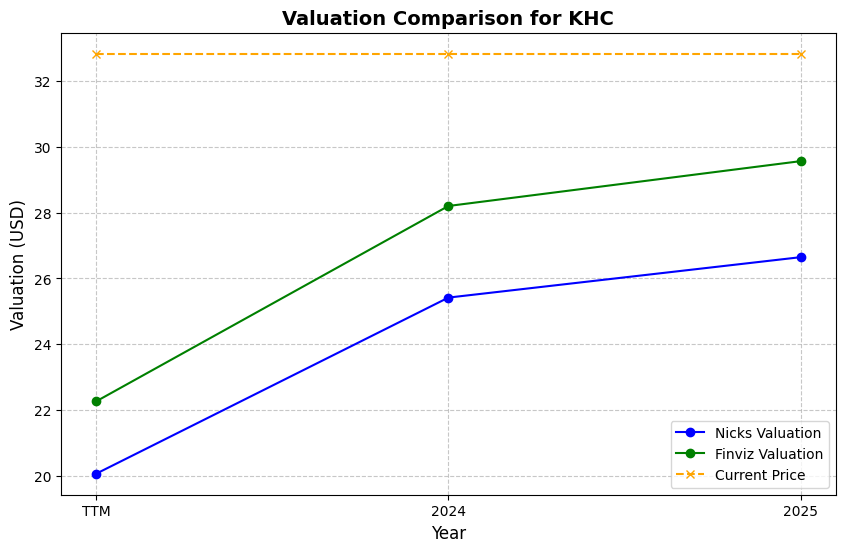 Valuation Comparison for KHC
Valuation (USD)
32
30
28
26
24
22
20
TTM
2024
2025
Year
Nicks Valuation
Finviz Valuation
Current Price